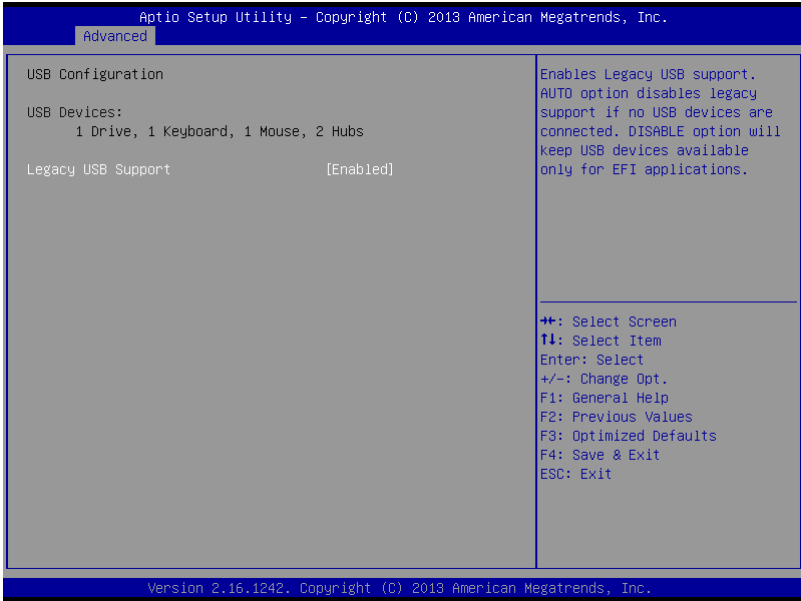 Aptio Setup Utility – Copyright (C) 2013 American Megatrends, Inc.
Advanced
USB Configuration
USB Devices:
1 Drive, 1 Keyboard, 1 Mouse, 2 Hubs
Legacy USB Support [Enabled]
Enables Legacy USB support.
AUTO option disables legacy
support if no USB devices are
connected. DISABLE option will
keep USB devices available
only for EFI applications.
→←: Select Screen
↑↓: Select Item
Enter: Select
+/-: Change Opt.
F1: General Help
F2: Previous Values
F3: Optimized Defaults
F4: Save & Exit
ESC: Exit
Version 2.16.1242. Copyright (C) 2013 American Megatrends, Inc.